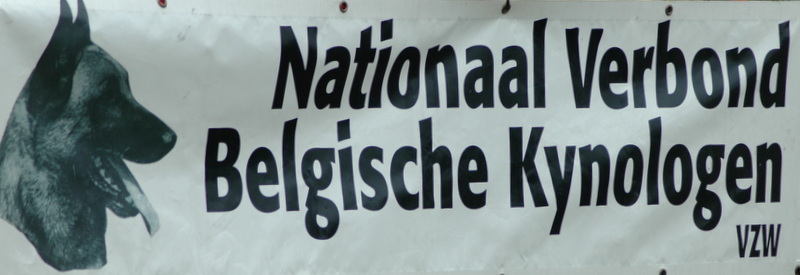 Nationaal Verbond
Belgische Kynologen
VZW